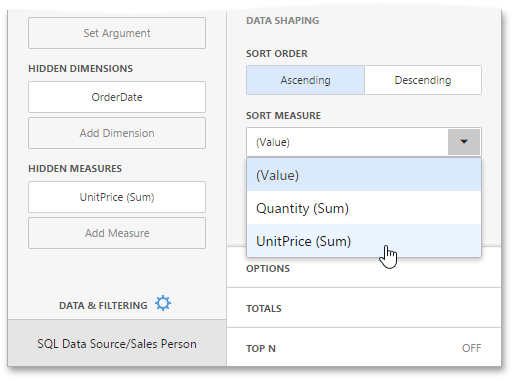 Set Argument
HIDDEN DIMENSIONS
OrderDate
Add Dimension
HIDDEN MEASURES
UnitPrice (Sum)
Add Measure
DATA & FILTERING
SQL Data Source/Sales Person
DATA SHAPING
SORT ORDER
Ascending Descending
SORT MEASURE
(Value)
(Value)
Quantity (Sum)
UnitPrice (Sum)
OPTIONS
TOTALS
TOP N OFF